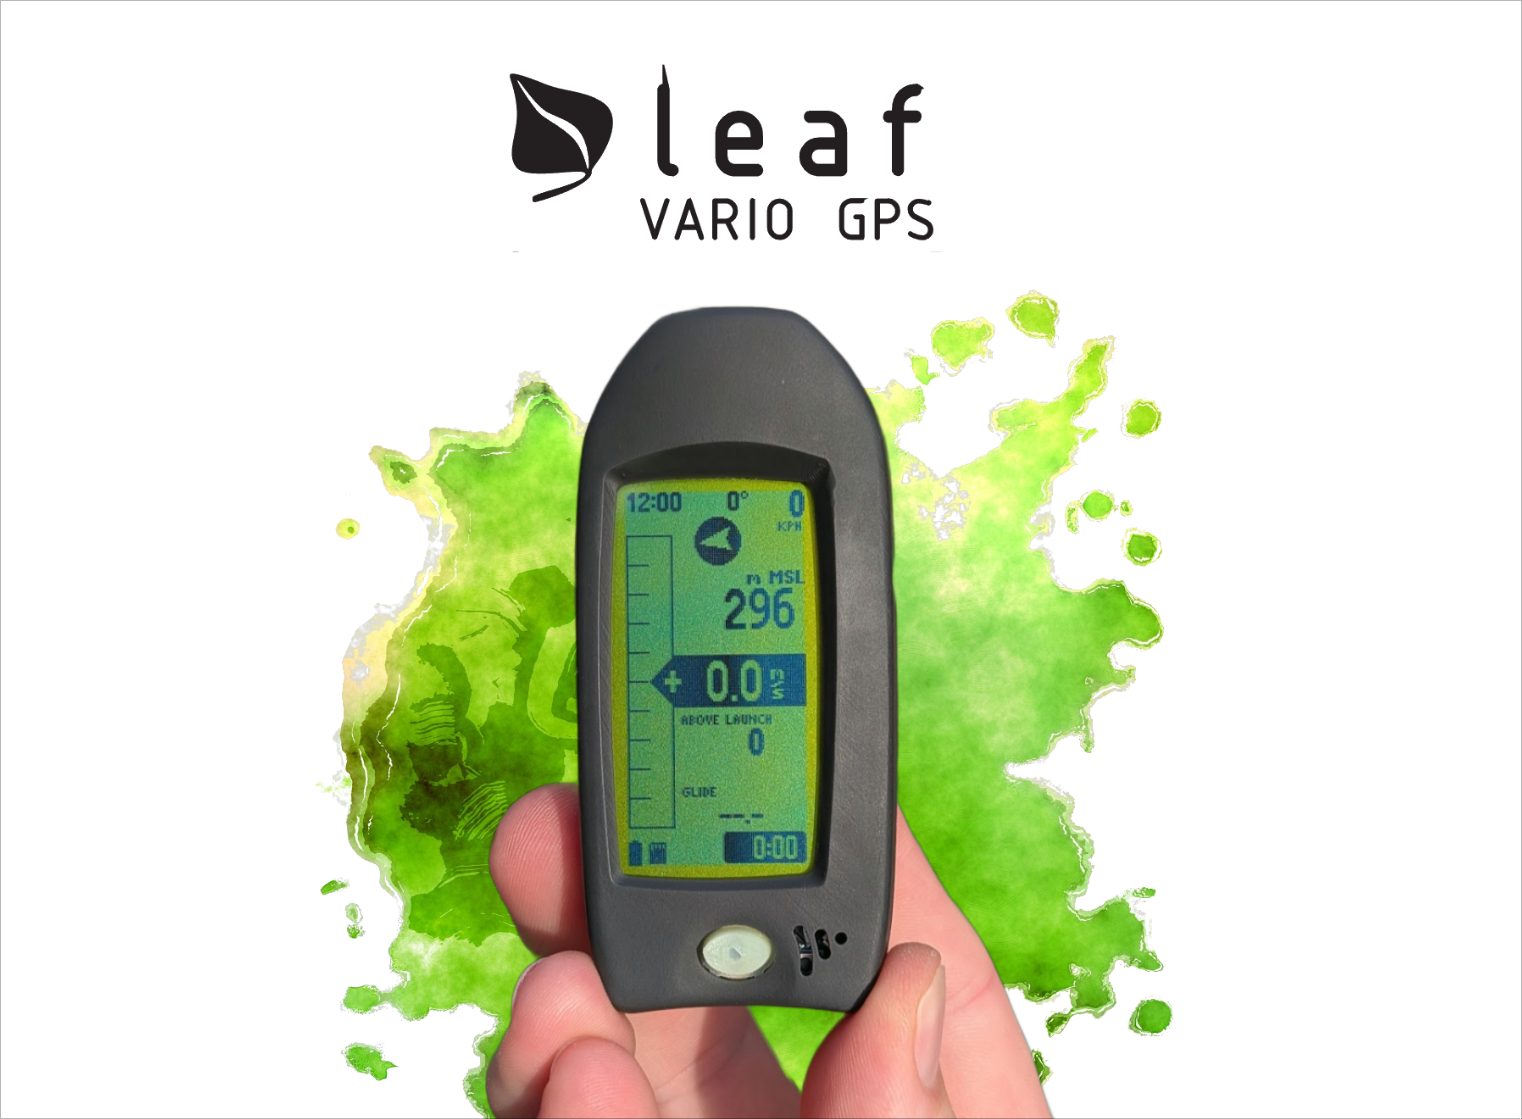 leaf
VARIO GPS
12:00 0° 0
KPH
m MSL
296
+ 0.0 m/s
ABOVE LAUNCH
0
GLIDE
--.-
0:00